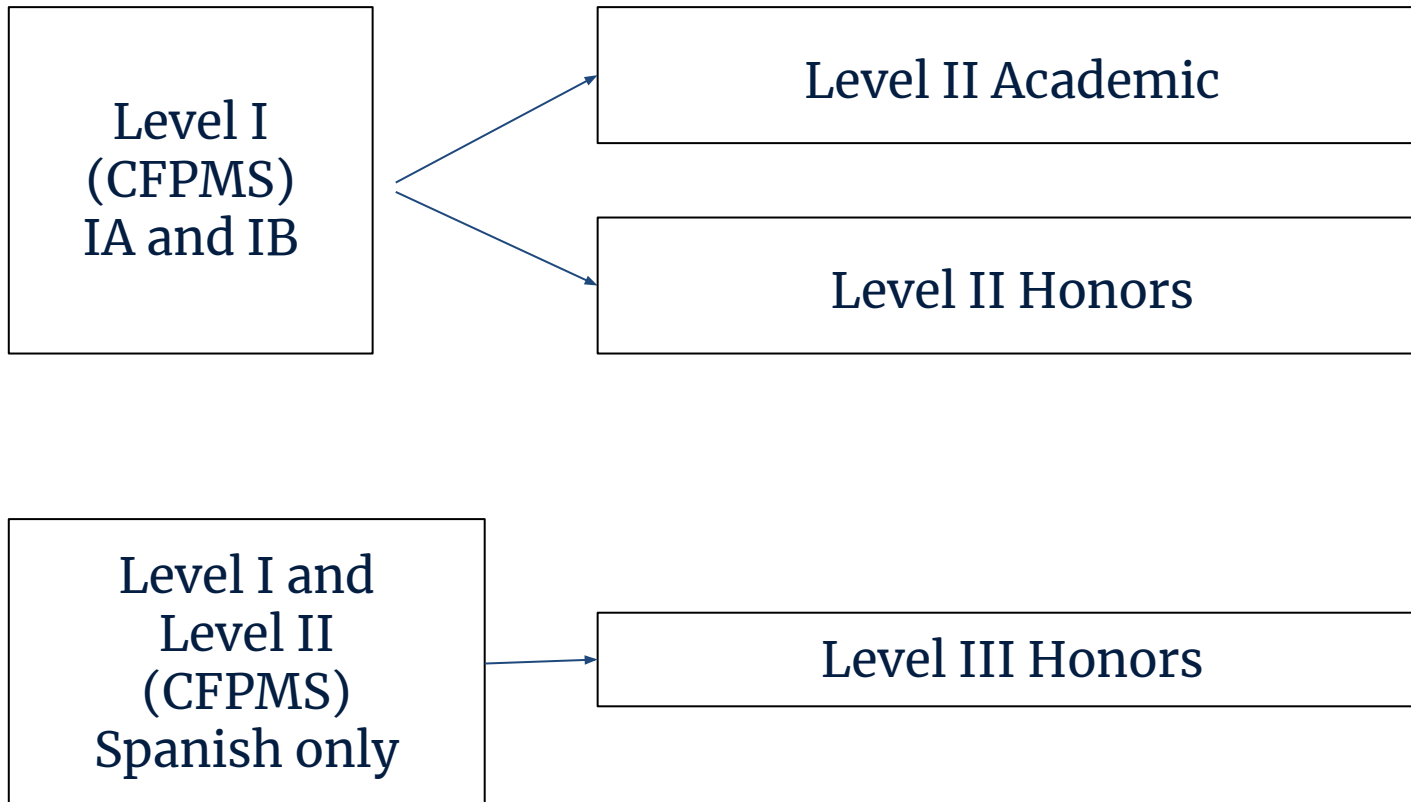 Level I
(CFPMS)
IA and IB
Level II Academic
Level II Honors
Level I and
Level II
(CFPMS)
Spanish only
Level III Honors